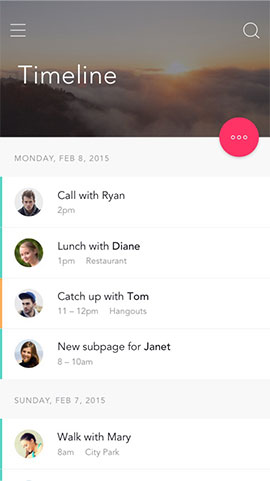 Timeline
MONDAY, FEB 8, 2015
Call with Ryan
2pm
Lunch with Diane
1pm Restaurant
Catch up with Tom
11 – 12pm Hangouts
New subpage for Janet
8 – 10am
SUNDAY, FEB 7, 2015
Walk with Mary
8am City Park